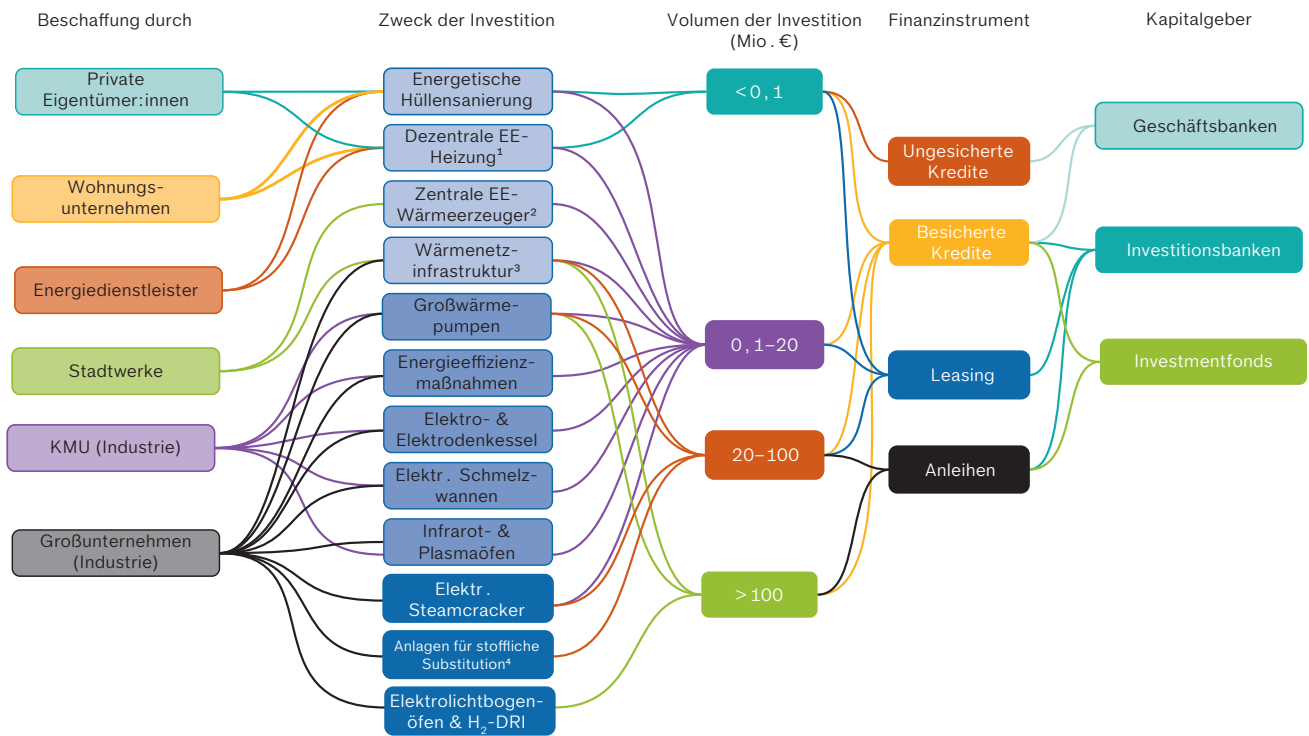 Beschaffung durch
Zweck der Investition
Volumen der Investition
(Mio. €)
Finanzinstrument
Kapitalgeber
Private
Eigentümer:innen
Wohnungs-
unternehmen
Energiedienstleister
Stadtwerke
KMU (Industrie)
Großunternehmen
(Industrie)
Energetische
Hüllensanierung
Dezentrale EE-
Heizung¹
Zentrale EE-
Wärmeerzeuger²
Wärmenetz-
infrastruktur³
Großwärme-
pumpen
Energieeffizienz-
maßnahmen
Elektro- &
Elektrodenkessel
Elektr. Schmelz-
wannen
Infrarot- &
Plasmaöfen
Elektr.
Steamcracker
Anlagen für stoffliche
Substitution⁴
Elektrolichtbogen-
öfen & H₂-DRI
<0,1
0,1–20
20–100
>100
Ungesicherte
Kredite
Besicherte
Kredite
Leasing
Anleihen
Geschäftsbanken
Investitionsbanken
Investmentfonds